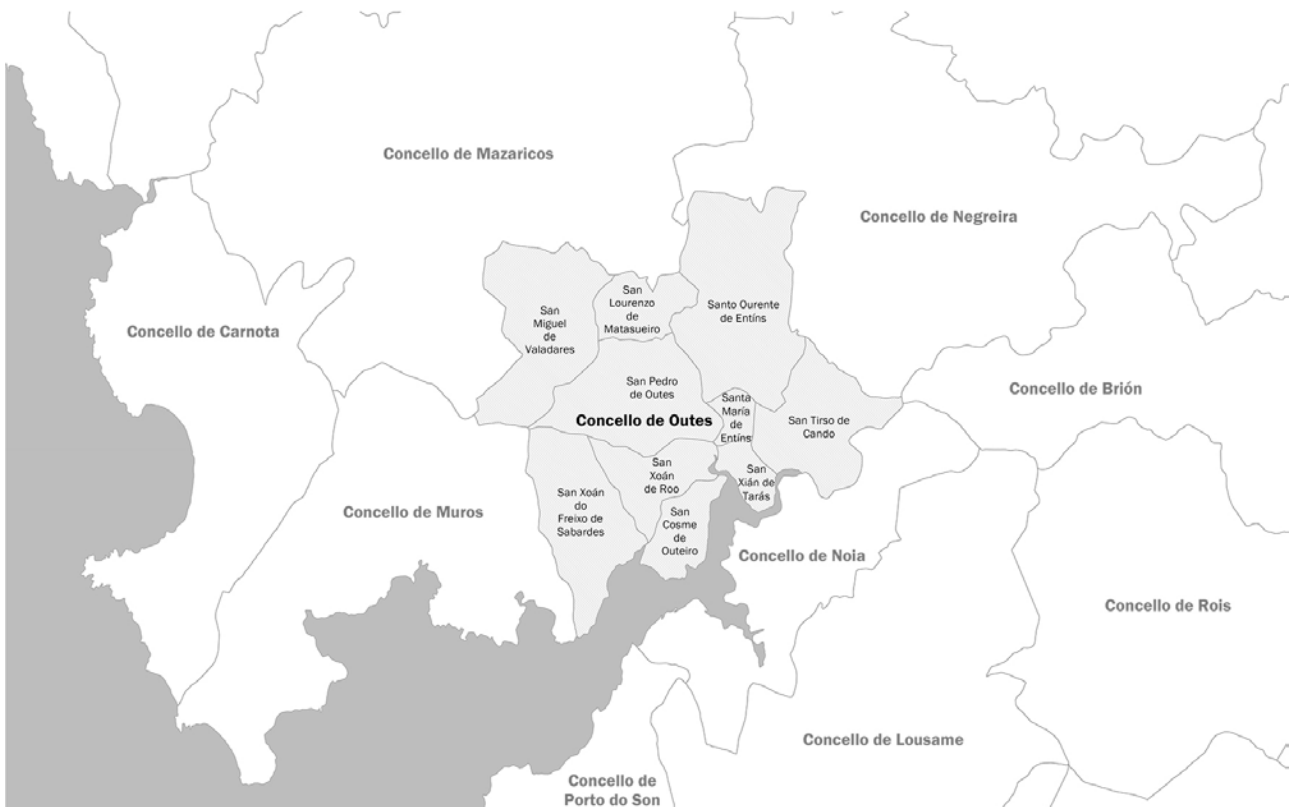 Concello de Mazaricos
Concello de Negreira
San
Lourenzo
de
Matasueiro
Santo Ourente
de Entíns
San
Miguel
de
Valadares
Concello de Carnota
San Pedro
de Outes
Concello de Brión
Santa
María
de
Entíns
Concello de Outes
San Tirso de
Cando
San
Xoán
de Roo
San
Xián de
Tarás
San Xoán
do
Freixo de
Sabardes
Concello de Muros
San
Cosme
de
Outeiro
Concello de Noia
Concello de Rois
Concello de Lousame
Concello de
Porto do Son